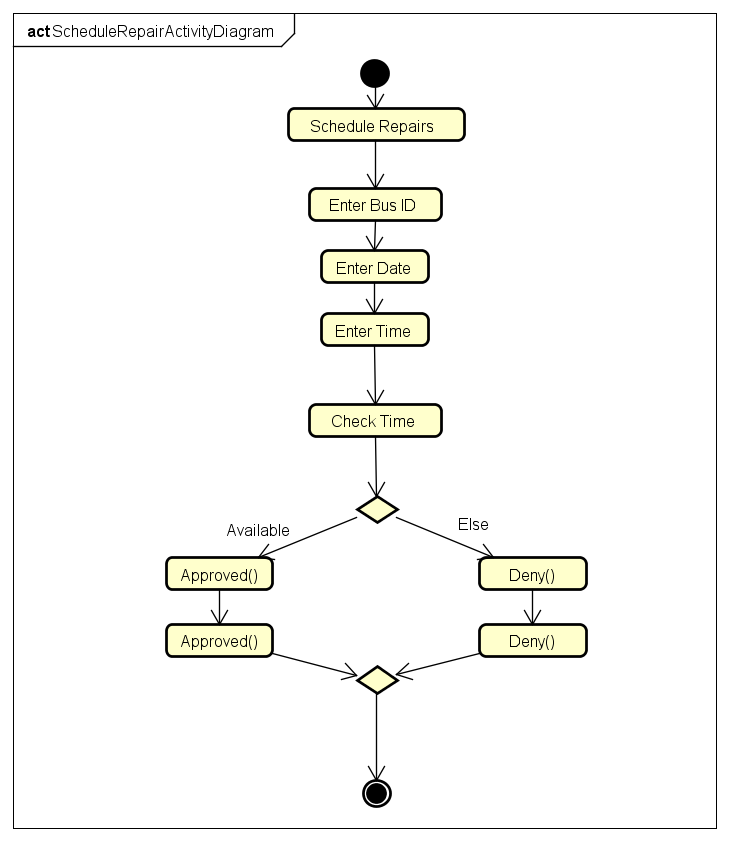 act ScheduleRepairActivityDiagram
Schedule Repairs
Enter Bus ID
Enter Date
Enter Time
Check Time
Available
Else
Approved()
Deny()
Approved()
Deny()